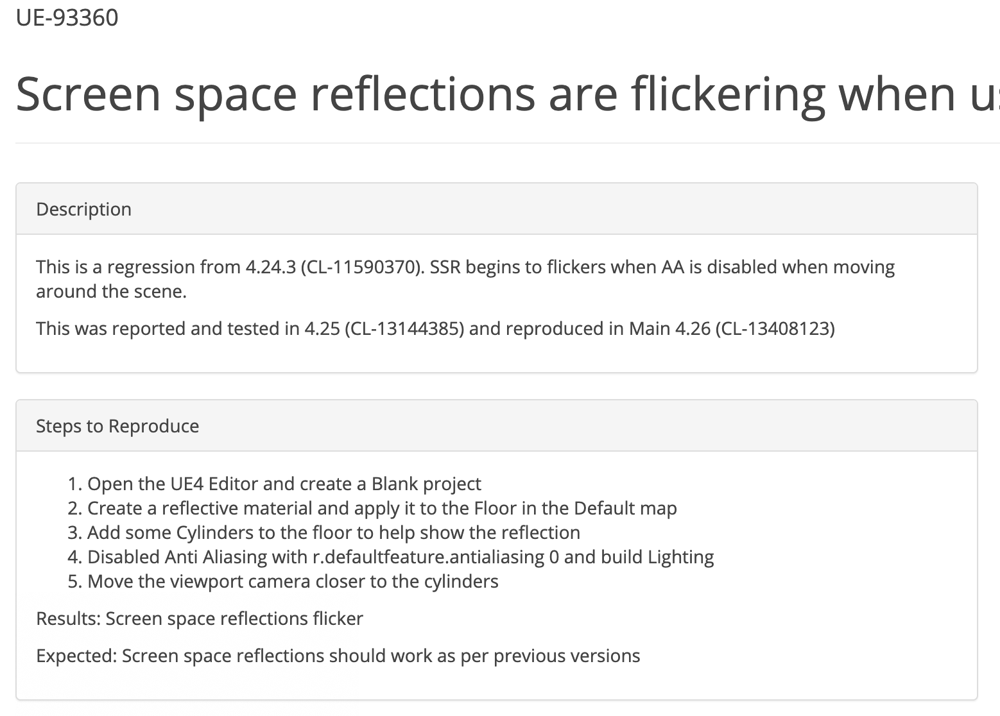 UE-93360
Screen space reflections are flickering when
Description
This is a regression from 4.24.3 (CL-11590370). SSR begins to flickers when AA is disabled when moving
around the scene.
This was reported and tested in 4.25 (CL-13144385) and reproduced in Main 4.26 (CL-13408123)
Steps to Reproduce
1. Open the UE4 Editor and create a Blank project
2. Create a reflective material and apply it to the Floor in the Default map
3. Add some Cylinders to the floor to help show the reflection
4. Disabled Anti Aliasing with r.defaultfeature.antialiasing 0 and build Lighting
5. Move the viewport camera closer to the cylinders
Results: Screen space reflections flicker
Expected: Screen space reflections should work as per previous versions